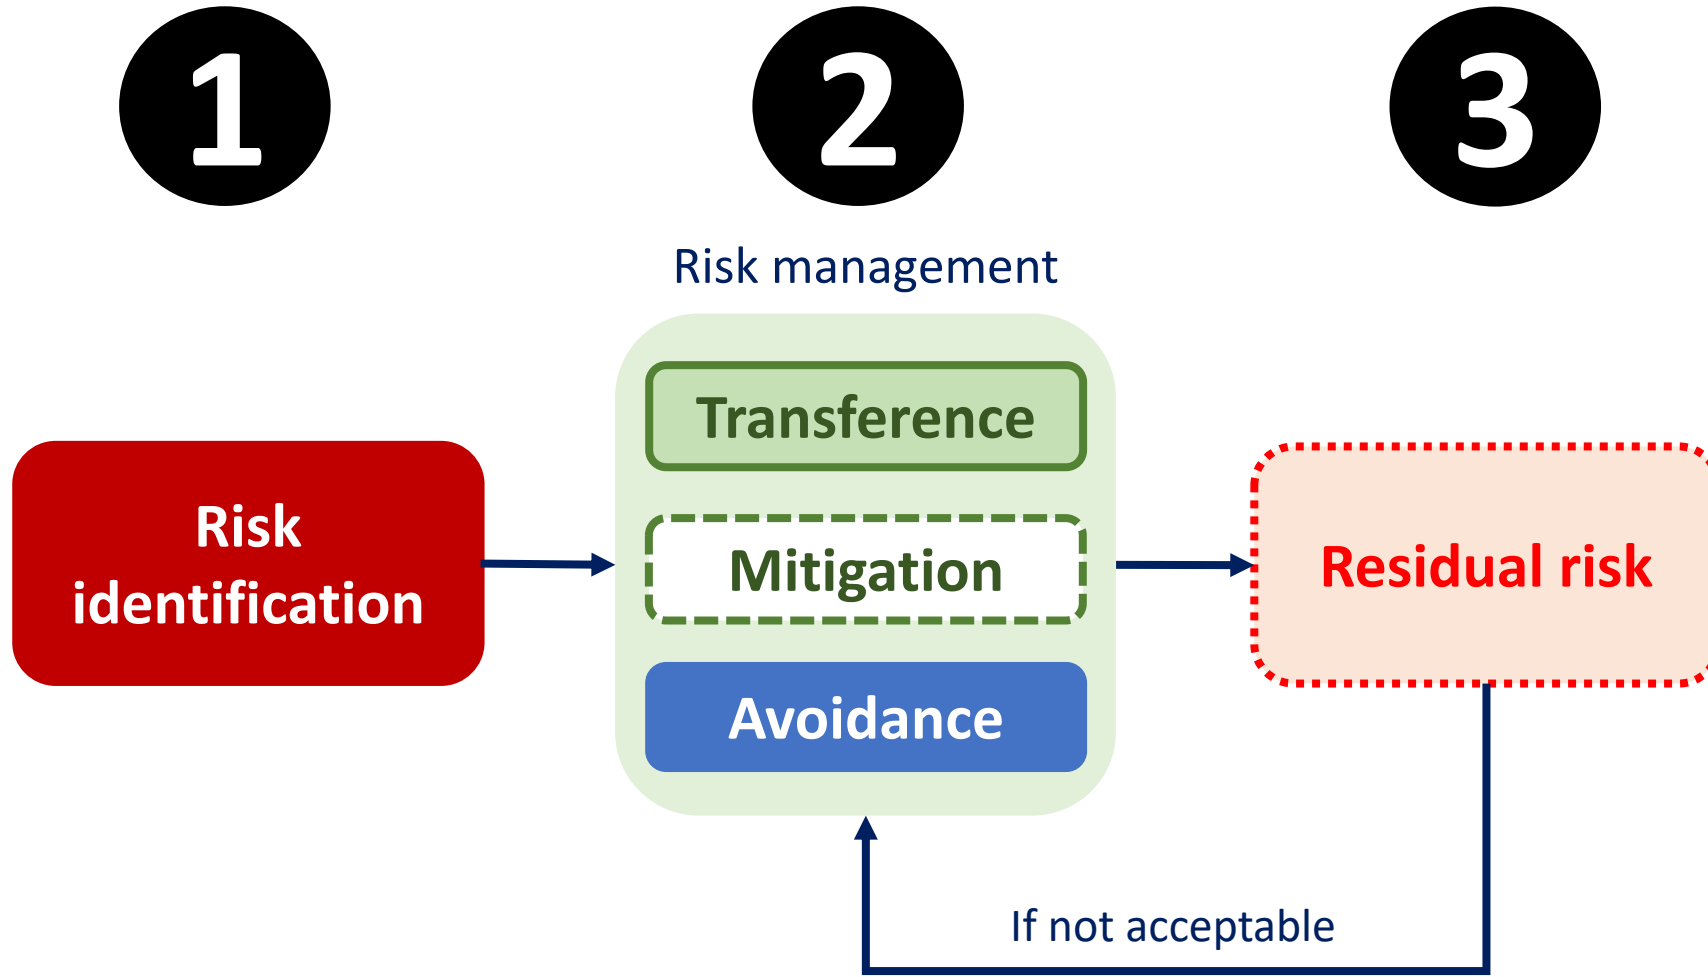 1
2
3
Risk management
Risk
identification
Transference
Mitigation
Avoidance
Residual risk
If not acceptable